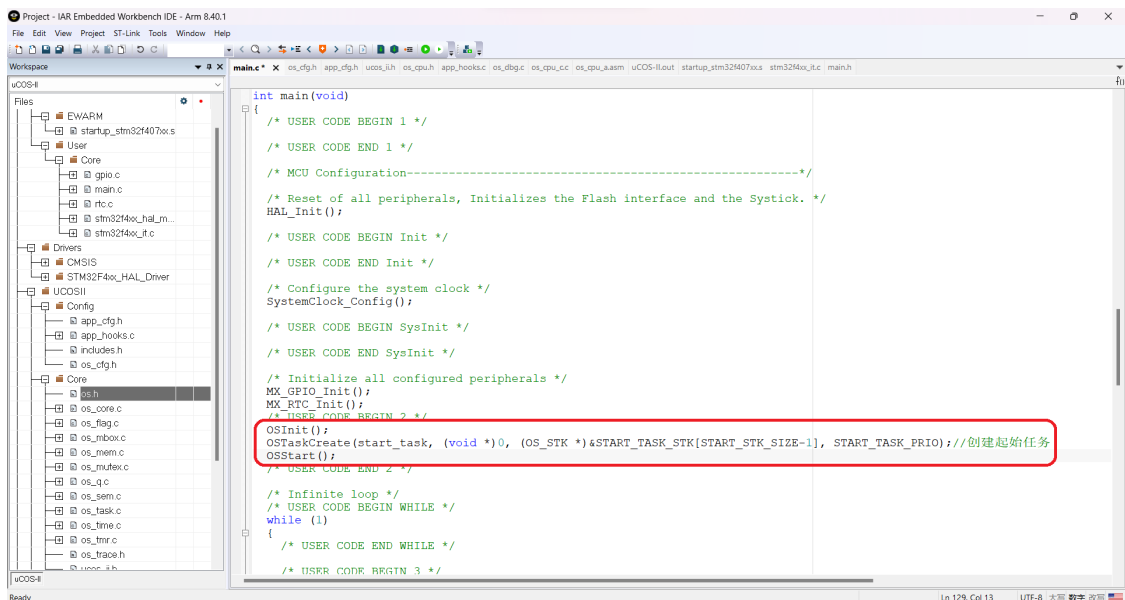 Project - IAR Embedded Workbench IDE - Arm 8.40.1
File Edit View Project ST-Link Tools Window Help
Workspace
main.c * os_cfg.h app_cfg.h ucos_ii.h os_cpu.h app_hooks.c os_dbg.c os_cpu_c.c os_cpu_a.asm uCOS-II.out startup_stm32f407xx.s stm32f4xx_it.c main.h
uCOS-II
Files
EWARM
startup_stm32f407xx.s
User
Core
gpio.c
main.c
rtc.c
stm32f4xx_hal_m...
stm32f4xx_it.c
Drivers
CMSIS
STM32F4xx_HAL_Driver
UCOSII
Config
app_cfg.h
app_hooks.c
includes.h
os_cfg.h
Core
os.h
os_core.c
os_flag.c
os_mbox.c
os_mem.c
os_mutex.c
os_q.c
os_sem.c
os_task.c
os_time.c
os_tmr.c
os_trace.h
ucos_ii.h
uCOS-II
int main(void)
{
/* USER CODE BEGIN 1 */
/* USER CODE END 1 */
/* MCU Configuration--------------------------------------------------------*/
/* Reset of all peripherals, Initializes the Flash interface and the Systick. */
HAL_Init();
/* USER CODE BEGIN Init */
/* USER CODE END Init */
/* Configure the system clock */
SystemClock_Config();
/* USER CODE BEGIN SysInit */
/* USER CODE END SysInit */
/* Initialize all configured peripherals */
MX_GPIO_Init();
MX_RTC_Init();
/* USER CODE BEGIN 2 */
OSInit();
OSTaskCreate(start_task, (void *)0, (OS_STK *)&START_TASK_STK[START_STK_SIZE-1], START_TASK_PRIO);//创建起始任务
OSStart();
/* USER CODE END 2 */
/* Infinite loop */
/* USER CODE BEGIN WHILE */
while (1)
{
/* USER CODE END WHILE */
/* USER CODE BEGIN 3 */
Ready
Ln 129, Col 13 UTF-8 大写 数字 改写